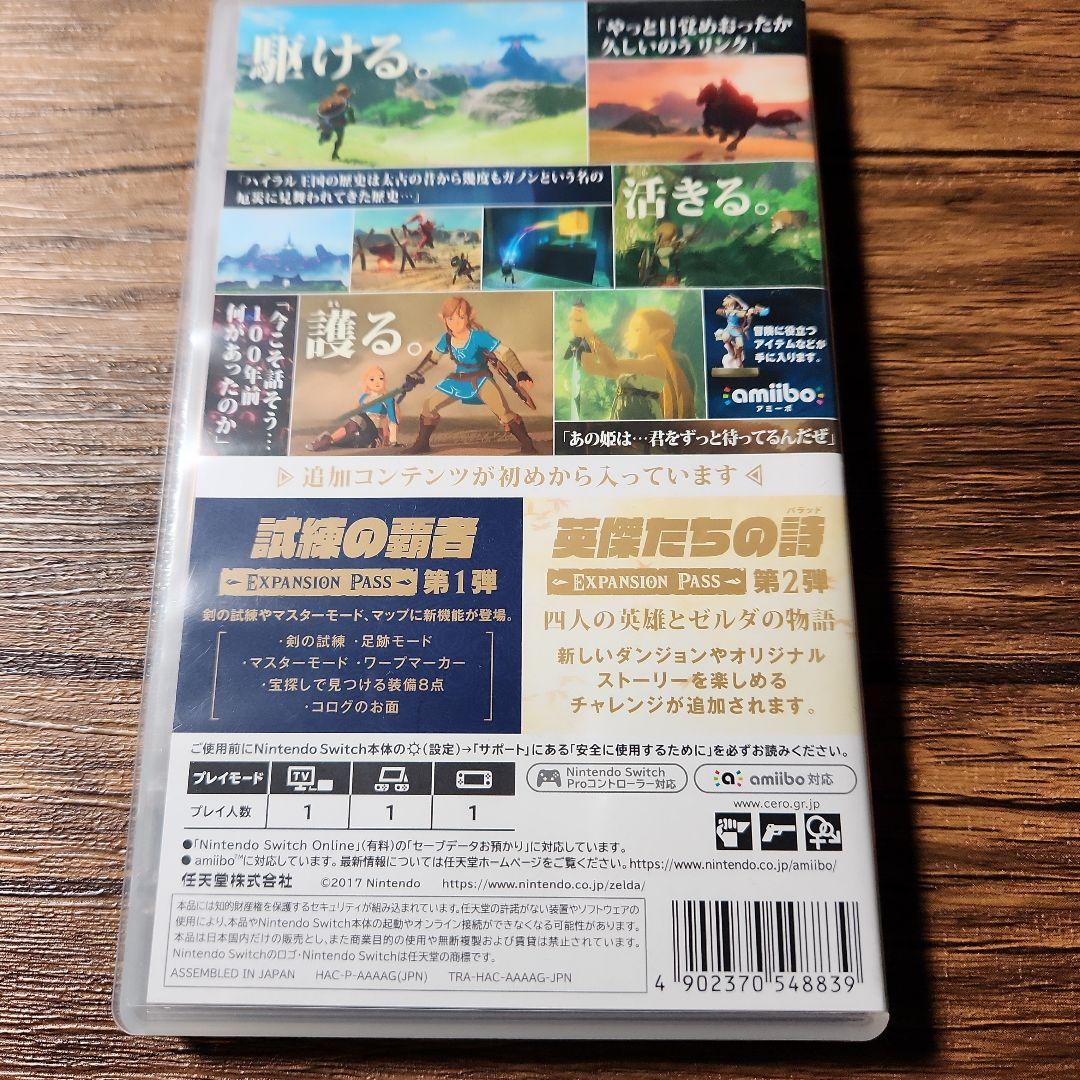 駆ける。
「やっと目覚めおったか
久しいのう リンク」
「ハイラル王国の歴史は太古の昔から幾度もガノンという名の
厄災に見舞われてきた歴史…」
活きる。
「今こそ話そう…
100年前
何があったのか」
まも
護る。
冒険に役立つ
アイテムなどが
手に入ります。
amiibo
アミーボ
「あの姫は…君をずっと待ってるんだぜ」
追加コンテンツが初めから入っています
試練の覇者
EXPANSION PASS 第1弾
剣の試練やマスターモード、マップに新機能が登場。
・剣の試練 ・足跡モード
・マスターモード ・ワープマーカー
・宝探しで見つける装備8点
・コログのお面
バラッド
英傑たちの詩
EXPANSION PASS 第2弾
四人の英雄とゼルダの物語
新しいダンジョンやオリジナル
ストーリーを楽しめる
チャレンジが追加されます。
ご使用前にNintendo Switch本体の(設定)→「サポート」にある「安全に使用するために」を必ずお読みください。
プレイモード TV
プレイ人数 1 1 1
Nintendo Switch
Proコントローラー対応
a amiibo 対応
www.cero.gr.jp
●「Nintendo Switch Online」(有料)の「セーブデータお預かり」に対応しています。
● amiibo™に対応しています。最新情報については任天堂ホームページをご覧ください。https://www.nintendo.co.jp/amiibo/
任天堂株式会社 ©2017 Nintendo https://www.nintendo.co.jp/zelda/
本品には知的財産権を保護するセキュリティが組み込まれています。任天堂の許諾がない装置やソフトウェアの
使用により、本品やNintendo Switch本体の起動やオンライン接続ができなくなる可能性があります。
本品は日本国内だけの販売とし、また商業目的の使用や無断複製および賃貸は禁止されています。
Nintendo Switchのロゴ・Nintendo Switchは任天堂の商標です。
ASSEMBLED IN JAPAN HAC-P-AAAAG(JPN) TRA-HAC-AAAAG-JPN
4 902370 548839